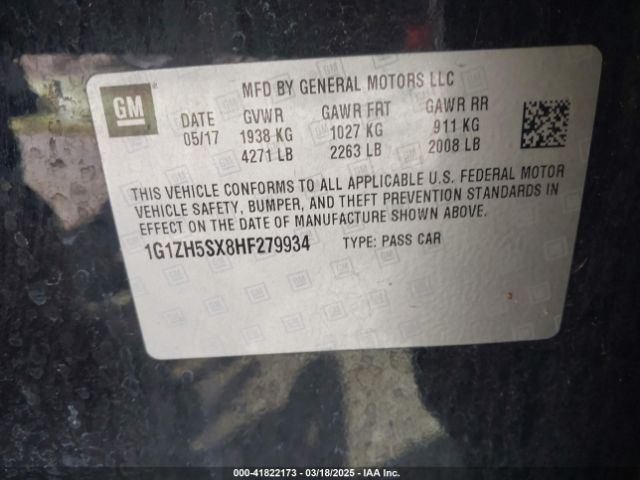 GM
MFD BY GENERAL MOTORS LLC
DATE GVWR GAWR FRT GAWR RR
05/17 1938 KG 1027 KG 911 KG
4271 LB 2263 LB 2008 LB
THIS VEHICLE CONFORMS TO ALL APPLICABLE U.S. FEDERAL MOTOR
VEHICLE SAFETY, BUMPER, AND THEFT PREVENTION STANDARDS IN
EFFECT ON THE DATE OF MANUFACTURE SHOWN ABOVE.
1G1ZH5SX8HF279934 TYPE: PASS CAR
000-41822173 - 03/18/2025 - IAA Inc.